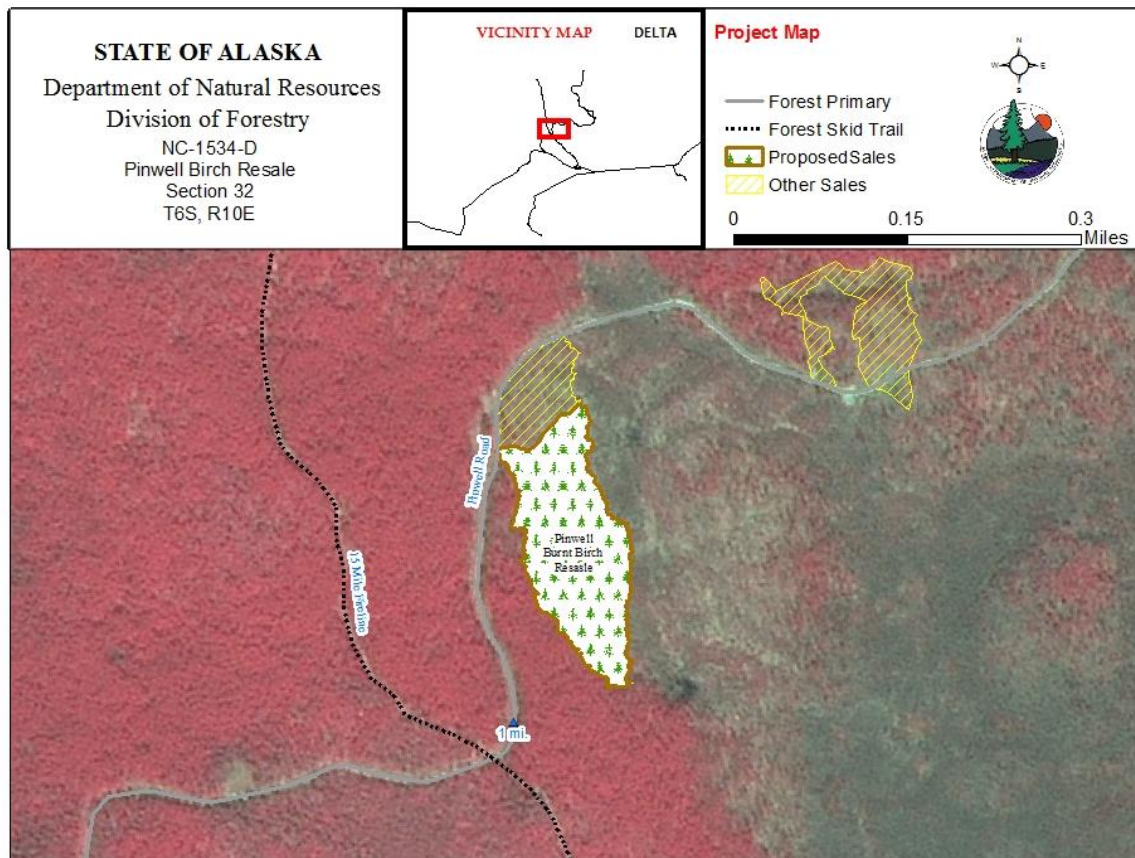 STATE OF ALASKA
Department of Natural Resources
Division of Forestry
NC-1534-D
Pinwell Birch Resale
Section 32
T6S, R10E
VICINITY MAP
DELTA
Project Map
N
W
E
S
Forest Primary
Forest Skid Trail
ProposedSales
Other Sales
0
0.15
0.3
Miles
Road
Pinwell
Burnt Birch
Resasle
15 Mile Fireline
1 mi.